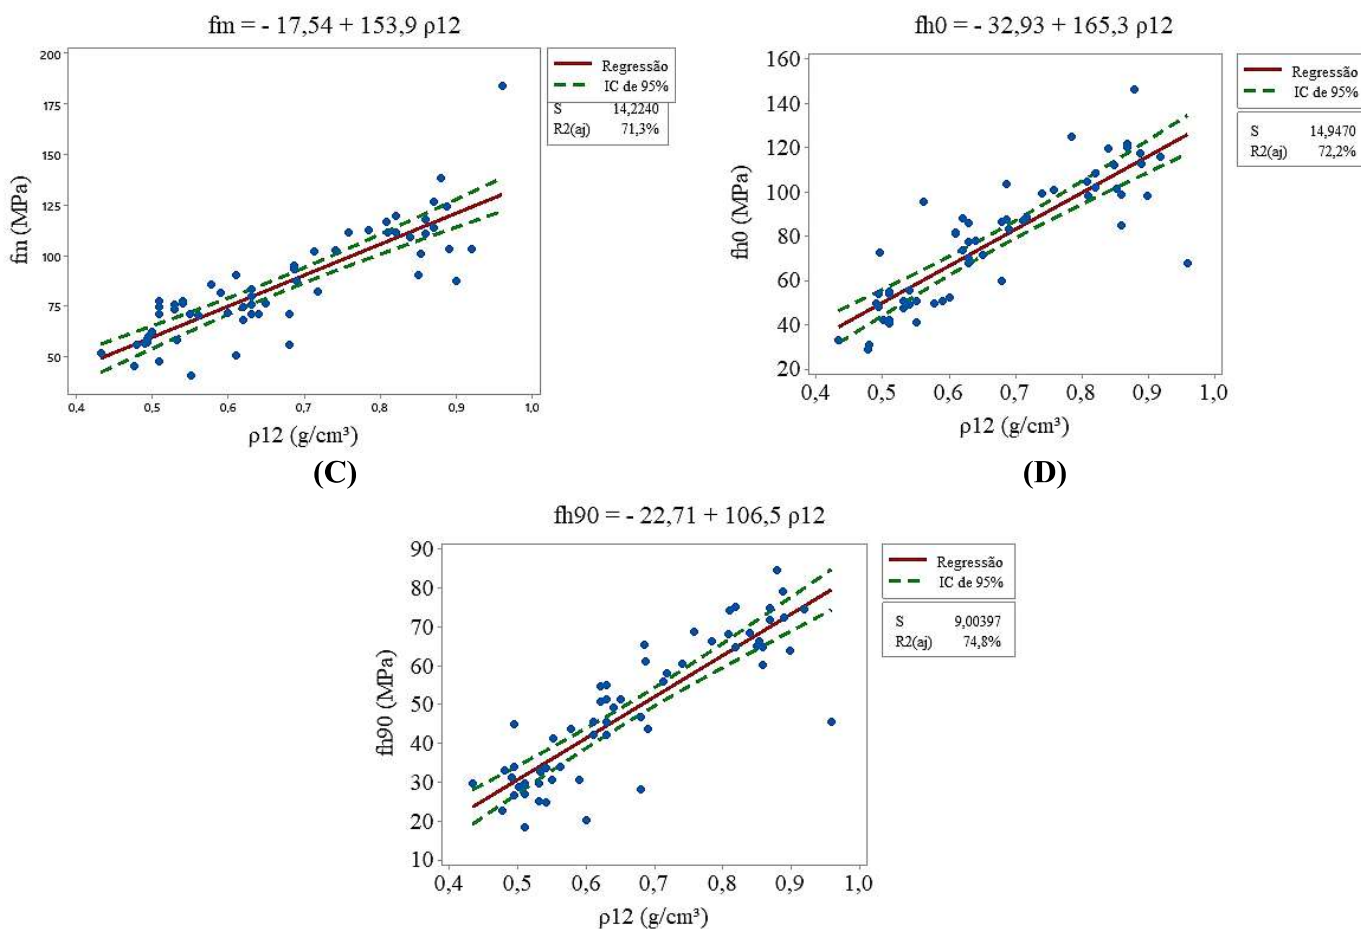 fm = - 17,54 + 153,9 ρ12
200
175
150
125
100
75
50
fm (MPa)
0,4 0,5 0,6 0,7 0,8 0,9 1,0
ρ12 (g/cm³)
Regressão
IC de 95%
S 14,2240
R2(aj) 71,3%
(C)
fh0 = - 32,93 + 165,3 ρ12
160
140
120
100
80
60
40
20
fh0 (MPa)
0,4 0,5 0,6 0,7 0,8 0,9 1,0
ρ12 (g/cm³)
Regressão
IC de 95%
S 14,9470
R2(aj) 72,2%
(D)
fh90 = - 22,71 + 106,5 ρ12
90
80
70
60
50
40
30
20
10
fh90 (MPa)
0,4 0,5 0,6 0,7 0,8 0,9 1,0
ρ12 (g/cm³)
Regressão
IC de 95%
S 9,00397
R2(aj) 74,8%